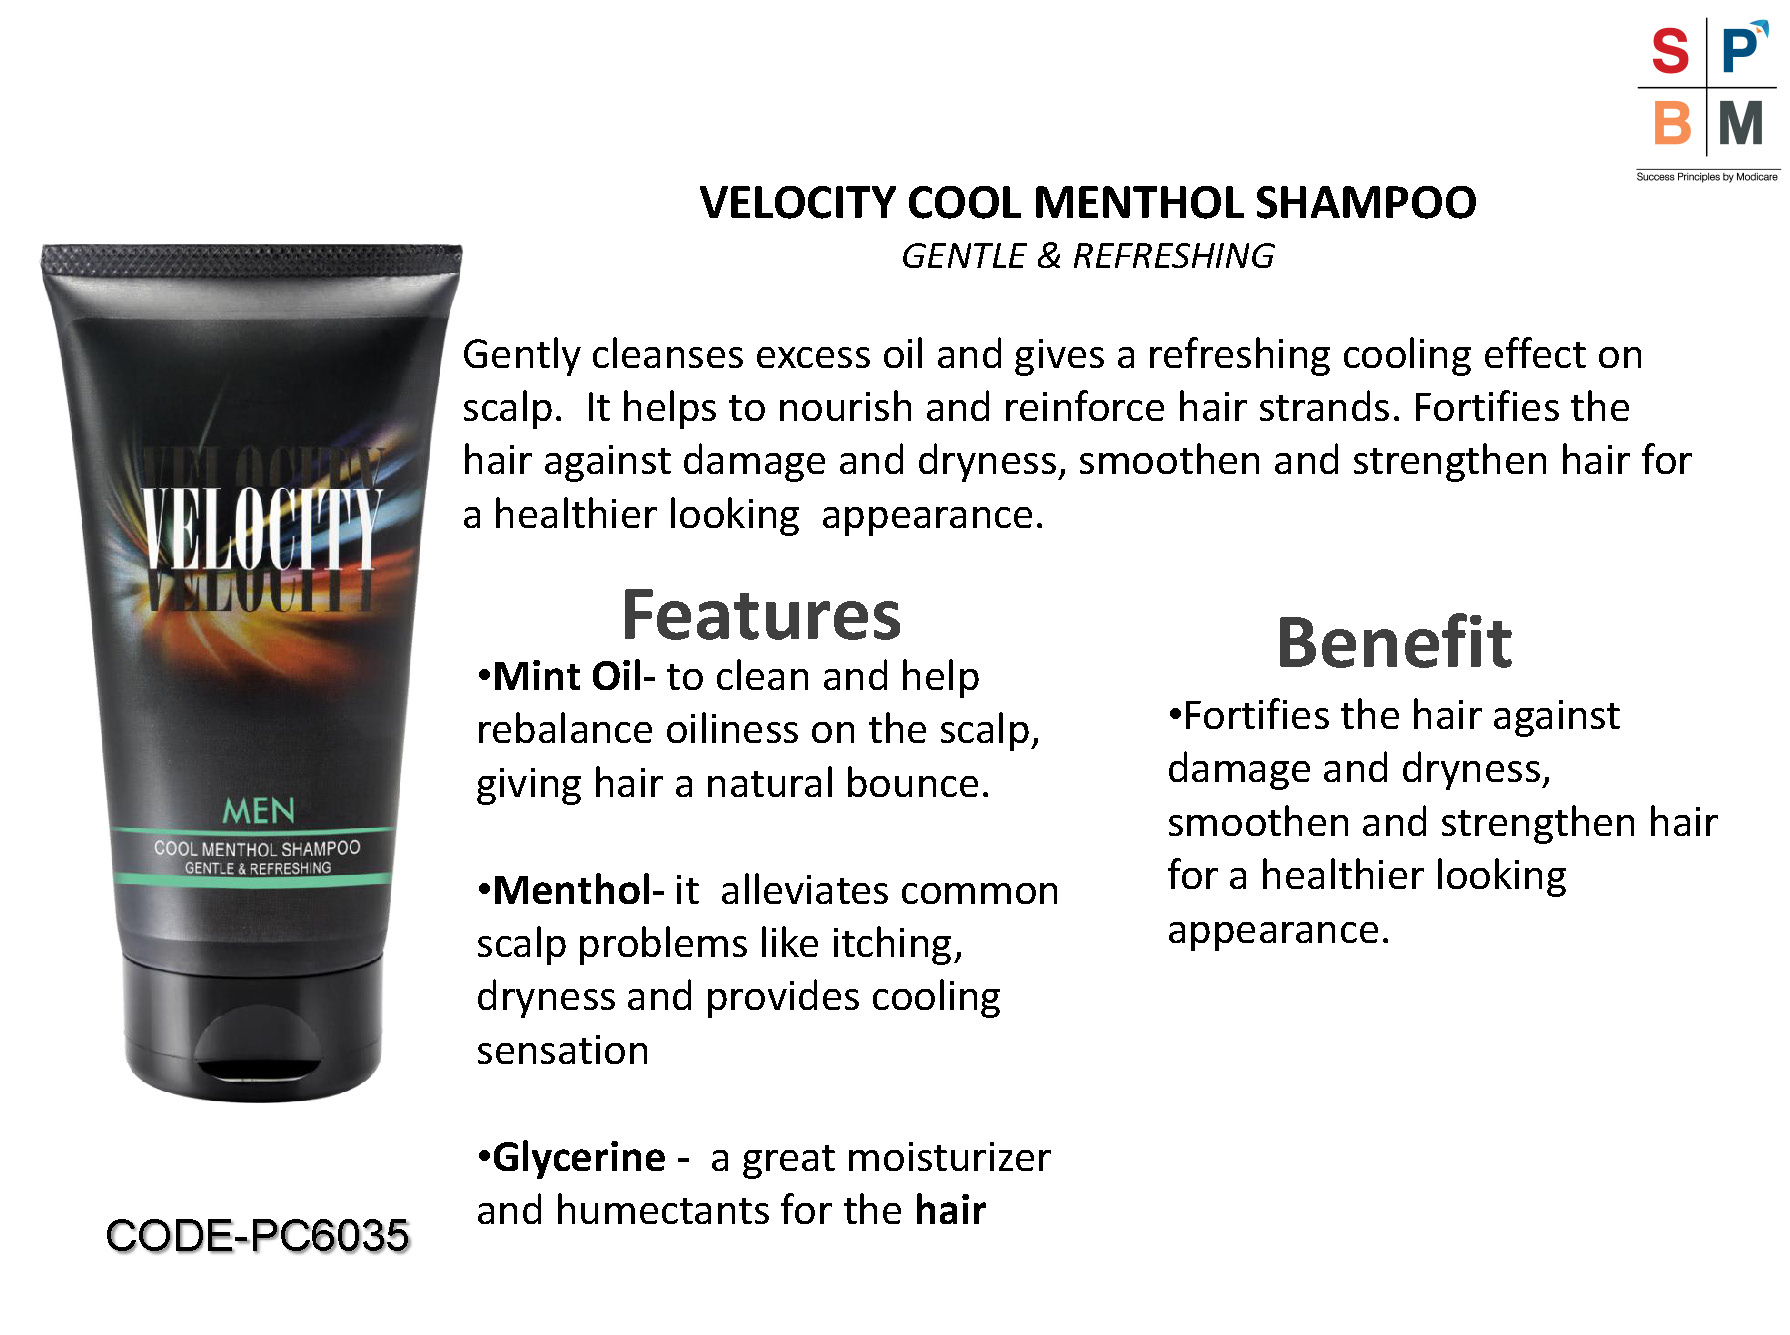 S P
B M
Success Principles by Modicare
VELOCITY COOL MENTHOL SHAMPOO
GENTLE & REFRESHING
Gently cleanses excess oil and gives a refreshing cooling effect on
scalp.  It helps to nourish and reinforce hair strands. Fortifies the
hair against damage and dryness, smoothen and strengthen hair for
a healthier looking  appearance.
VELOCITY
VELOCITY
VELOCITY
MEN
COOL MENTHOL SHAMPOO
GENTLE & REFRESHING
CODE-PC6035
Features
•Mint Oil- to clean and help
rebalance oiliness on the scalp,
giving hair a natural bounce.
•Menthol- it  alleviates common
scalp problems like itching,
dryness and provides cooling
sensation
•Glycerine -  a great moisturizer
and humectants for the hair
Benefit
•Fortifies the hair against
damage and dryness,
smoothen and strengthen hair
for a healthier looking
appearance.